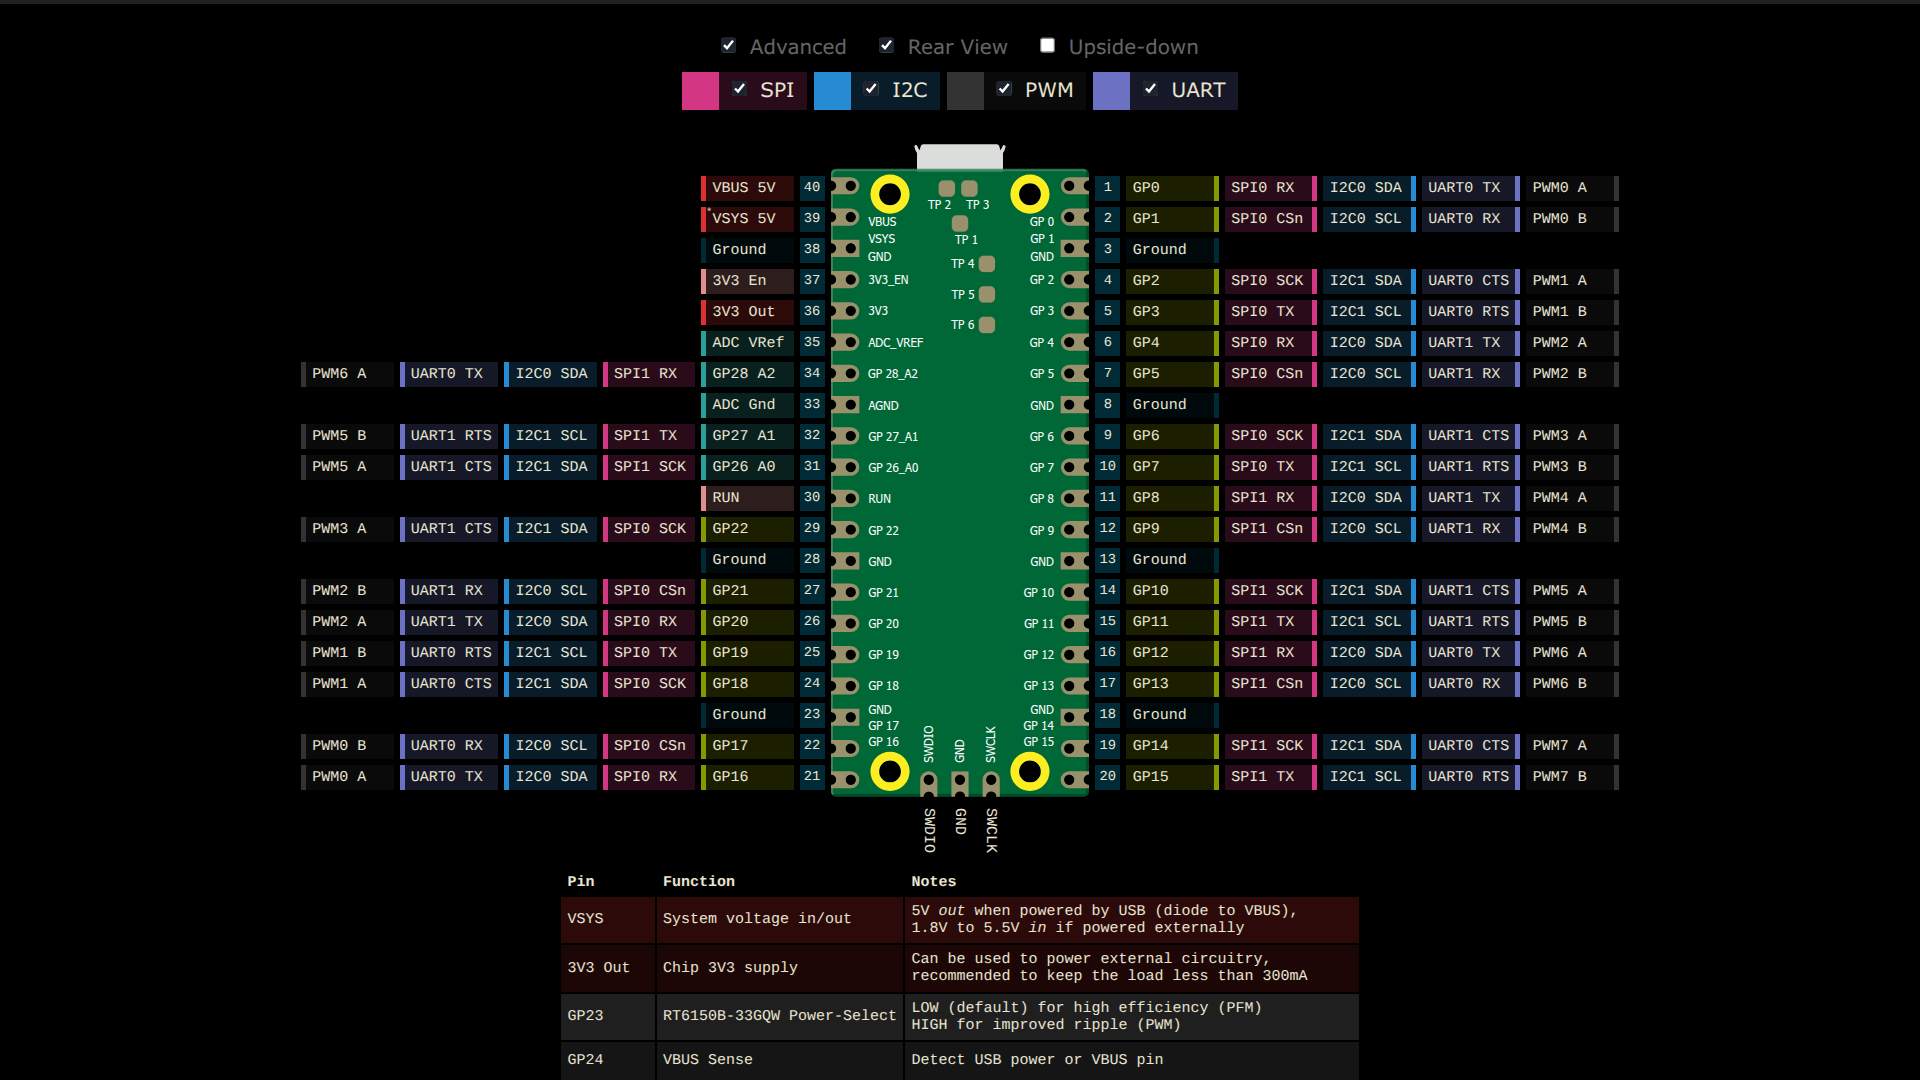 Advanced Rear View Upside-down
SPI I2C PWM UART
VBUS 5V 40 1 GP0 SPI0 RX I2C0 SDA UART0 TX PWM0 A
*VSYS 5V 39 2 GP1 SPI0 CSn I2C0 SCL UART0 RX PWM0 B
Ground 38 3 Ground
3V3 En 37 4 GP2 SPI0 SCK I2C1 SDA UART0 CTS PWM1 A
3V3 Out 36 5 GP3 SPI0 TX I2C1 SCL UART0 RTS PWM1 B
ADC VRef 35 6 GP4 SPI0 RX I2C0 SDA UART1 TX PWM2 A
PWM6 A UART0 TX I2C0 SDA SPI1 RX GP28 A2 34 7 GP5 SPI0 CSn I2C0 SCL UART1 RX PWM2 B
ADC Gnd 33 8 Ground
PWM5 B UART1 RTS I2C1 SCL SPI1 TX GP27 A1 32 9 GP6 SPI0 SCK I2C1 SDA UART1 CTS PWM3 A
PWM5 A UART1 CTS I2C1 SDA SPI1 SCK GP26 A0 31 10 GP7 SPI0 TX I2C1 SCL UART1 RTS PWM3 B
RUN 30 11 GP8 SPI1 RX I2C0 SDA UART1 TX PWM4 A
PWM3 A UART1 CTS I2C1 SDA SPI0 SCK GP22 29 12 GP9 SPI1 CSn I2C0 SCL UART1 RX PWM4 B
Ground 28 13 Ground
PWM2 B UART1 RX I2C0 SCL SPI0 CSn GP21 27 14 GP10 SPI1 SCK I2C1 SDA UART1 CTS PWM5 A
PWM2 A UART1 TX I2C0 SDA SPI0 RX GP20 26 15 GP11 SPI1 TX I2C1 SCL UART1 RTS PWM5 B
PWM1 B UART0 RTS I2C1 SCL SPI0 TX GP19 25 16 GP12 SPI1 RX I2C0 SDA UART0 TX PWM6 A
PWM1 A UART0 CTS I2C1 SDA SPI0 SCK GP18 24 17 GP13 SPI1 CSn I2C0 SCL UART0 RX PWM6 B
Ground 23 18 Ground
PWM0 B UART0 RX I2C0 SCL SPI0 CSn GP17 22 19 GP14 SPI1 SCK I2C1 SDA UART0 CTS PWM7 A
PWM0 A UART0 TX I2C0 SDA SPI0 RX GP16 21 20 GP15 SPI1 TX I2C1 SCL UART0 RTS PWM7 B
TP 2 TP 3
VBUS GP 0
VSYS TP 1 GP 1
GND GND
TP 4
3V3_EN GP 2
TP 5
3V3 GP 3
TP 6
ADC_VREF GP 4
GP 28_A2 GP 5
AGND GND
GP 27_A1 GP 6
GP 26_A0 GP 7
RUN GP 8
GP 22 GP 9
GND GND
GP 21 GP 10
GP 20 GP 11
GP 19 GP 12
GP 18 GP 13
GND GND
GP 17 GP 14
GP 16 GP 15
SWDIO GND SWCLK
SWDIO GND SWCLK
Pin Function Notes
VSYS System voltage in/out 5V out when powered by USB (diode to VBUS),
1.8V to 5.5V in if powered externally
3V3 Out Chip 3V3 supply Can be used to power external circuitry,
recommended to keep the load less than 300mA
GP23 RT6150B-33GQW Power-Select LOW (default) for high efficiency (PFM)
HIGH for improved ripple (PWM)
GP24 VBUS Sense Detect USB power or VBUS pin